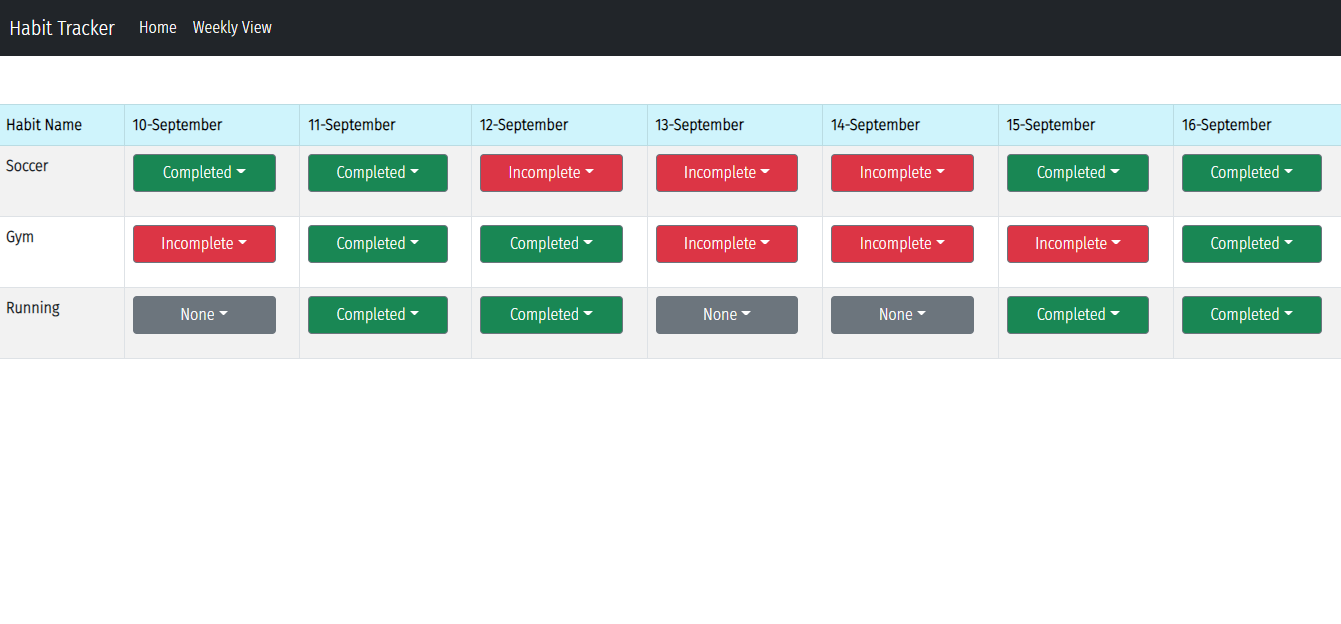 Habit Tracker Home Weekly View
Habit Name 10-September 11-September 12-September 13-September 14-September 15-September 16-September
Soccer Completed Completed Incomplete Incomplete Incomplete Completed Completed
Gym Incomplete Completed Completed Incomplete Incomplete Incomplete Completed
Running None Completed Completed None None Completed Completed